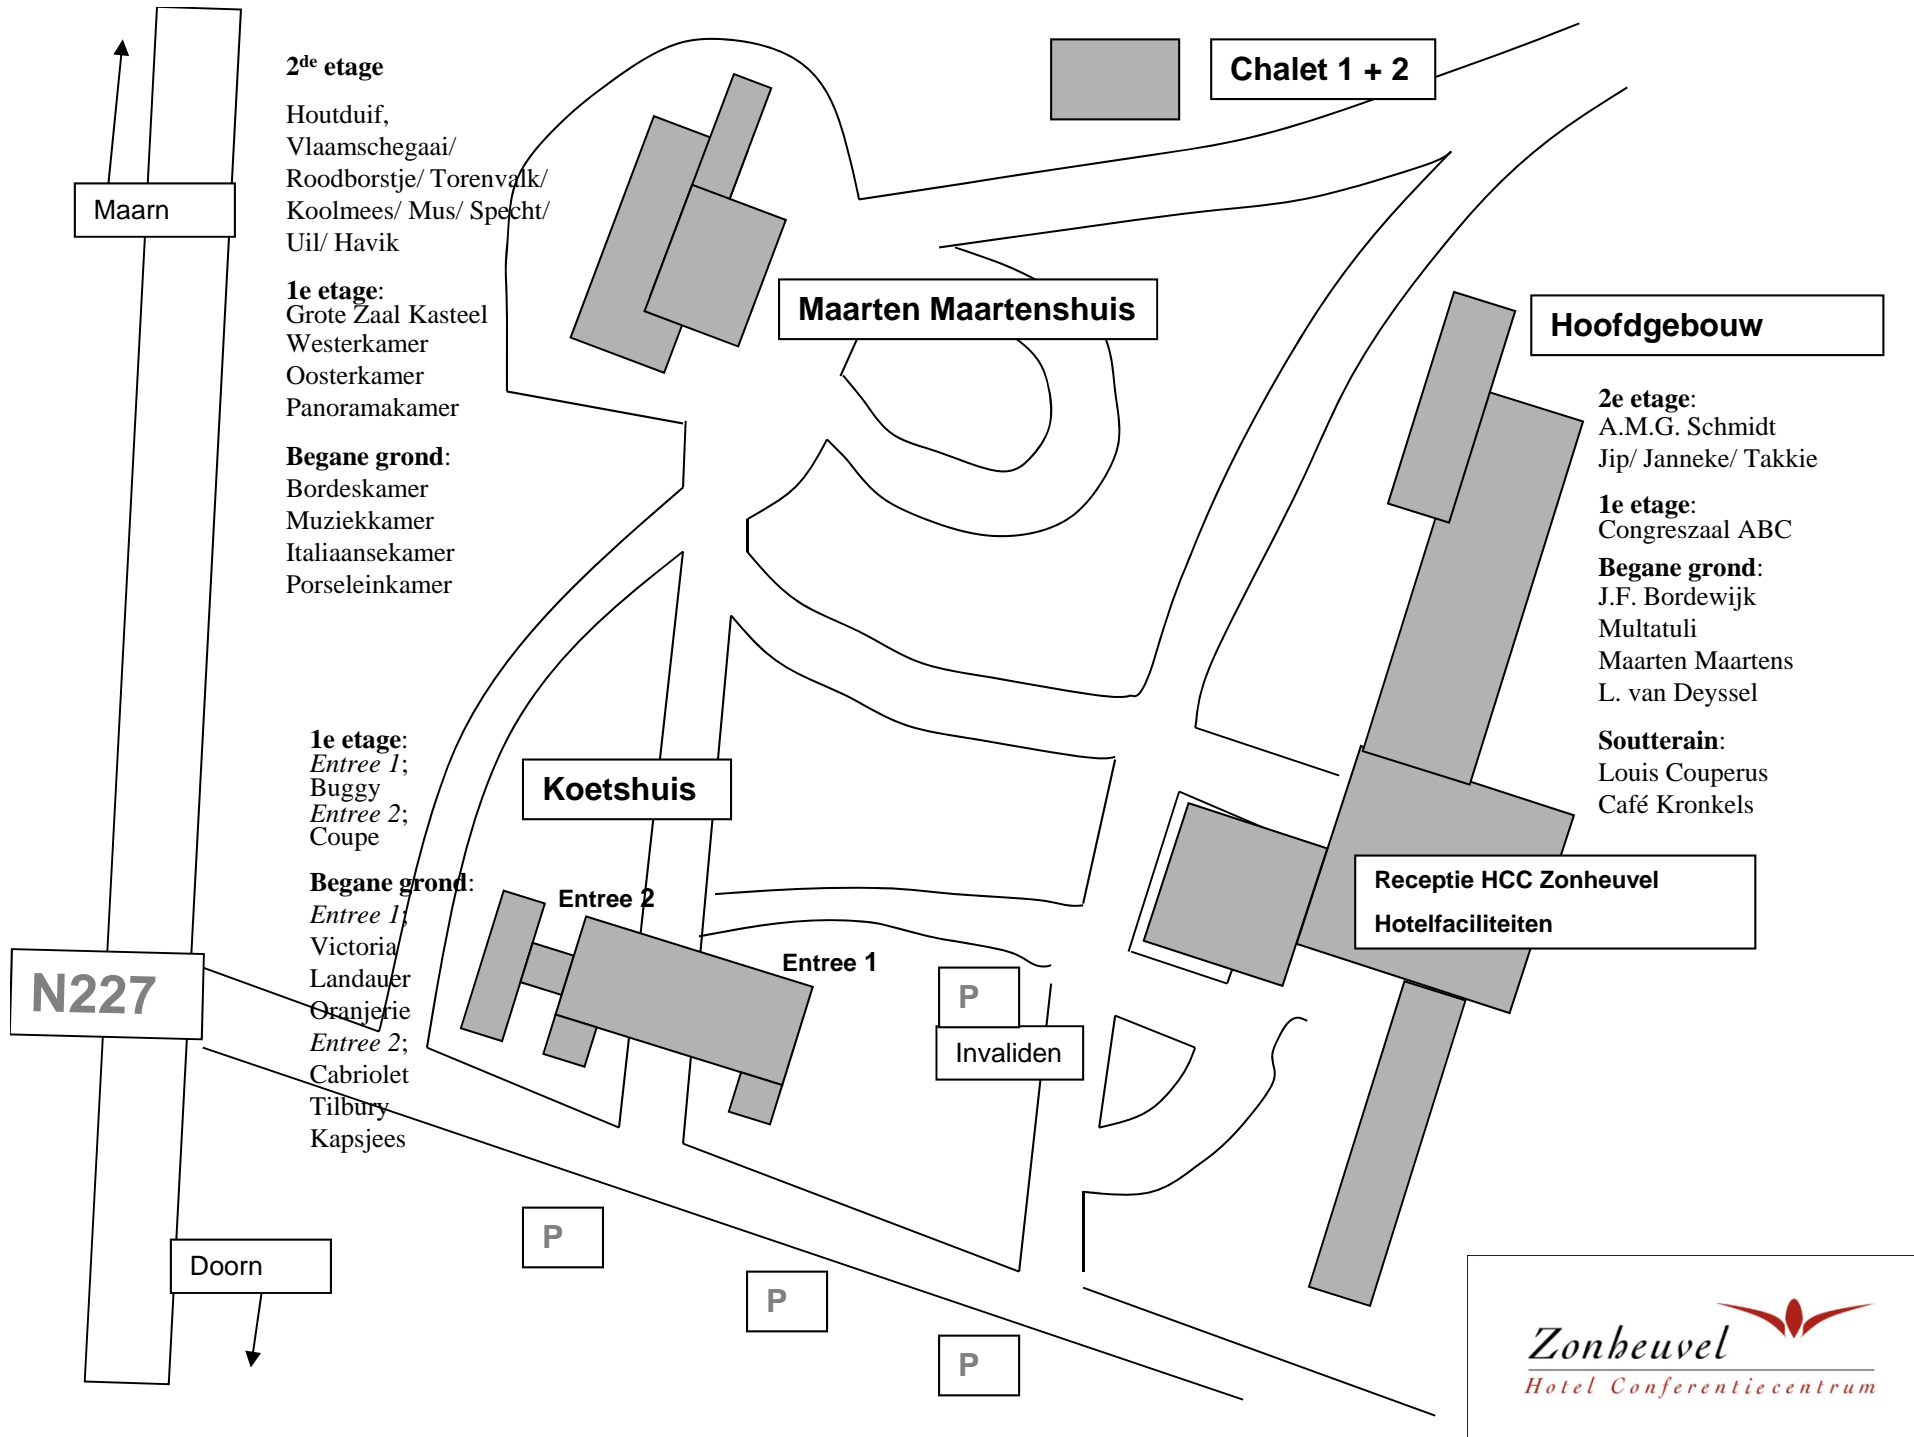 Maarn
2de etage
Houtduif,
Vlaamschegaai/
Roodborstje/ Torenvalk/
Koolmees/ Mus/ Specht/
Uil/ Havik
1e etage:
Grote Zaal Kasteel
Westerkamer
Oosterkamer
Panoramakamer
Begane grond:
Bordeskamer
Muziekkamer
Italiaansekamer
Porseleinkamer
Chalet 1 + 2
Maarten Maartenshuis
Hoofdgebouw
2e etage:
A.M.G. Schmidt
Jip/ Janneke/ Takkie
1e etage:
Congreszaal ABC
Begane grond:
J.F. Bordewijk
Multatuli
Maarten Maartens
L. van Deyssel
Soutterain:
Louis Couperus
Café Kronkels
Receptie HCC Zonheuvel
Hotelfaciliteiten
1e etage:
Entree 1;
Buggy
Entree 2;
Coupe
Begane grond:
Entree 1;
Victoria
Landauer
Oranjerie
Entree 2;
Cabriolet
Tilbury
Kapsjees
Koetshuis
Entree 2
Entree 1
P
Invaliden
N227
Doorn
P
P
P
Zonheuvel
Hotel Conferentiecentrum